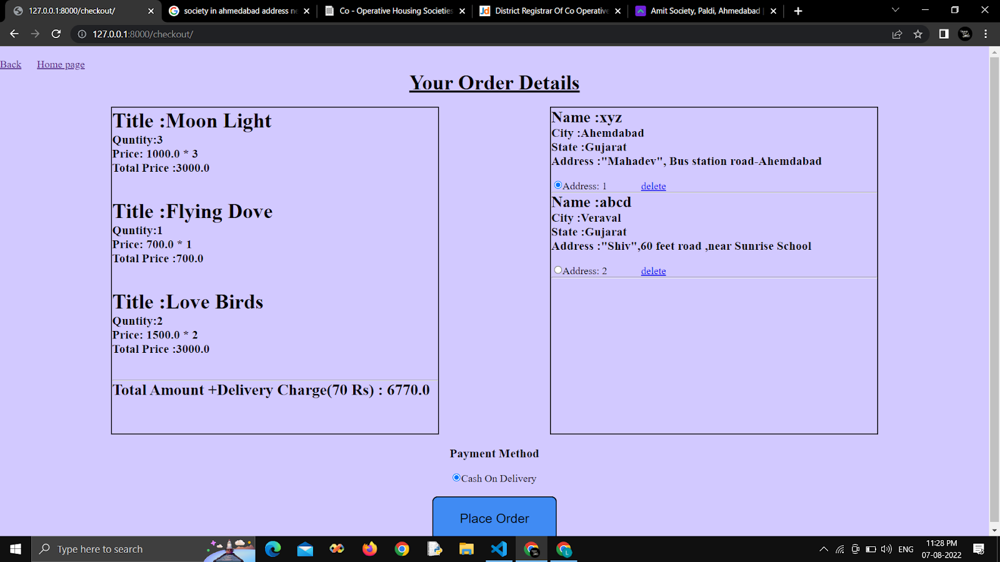 127.0.0.1:8000/checkout/
society in ahmedabad address ne
Co - Operative Housing Societies
Jd District Registrar Of Co Operative
Amit Society, Paldi, Ahmedabad |
127.0.0.1:8000/checkout/
Back Home page
Your Order Details
Title :Moon Light
Quntity:3
Price: 1000.0 * 3
Total Price :3000.0
Title :Flying Dove
Quntity:1
Price: 700.0 * 1
Total Price :700.0
Title :Love Birds
Quntity:2
Price: 1500.0 * 2
Total Price :3000.0
Total Amount +Delivery Charge(70 Rs) : 6770.0
Name :xyz
City :Ahemdabad
State :Gujarat
Address :"Mahadev", Bus station road-Ahemdabad
Address: 1 delete
Name :abcd
City :Veraval
State :Gujarat
Address :"Shiv",60 feet road ,near Sunrise School
Address: 2 delete
Payment Method
Cash On Delivery
Place Order
Type here to search
L
ENG
11:28 PM
07-08-2022